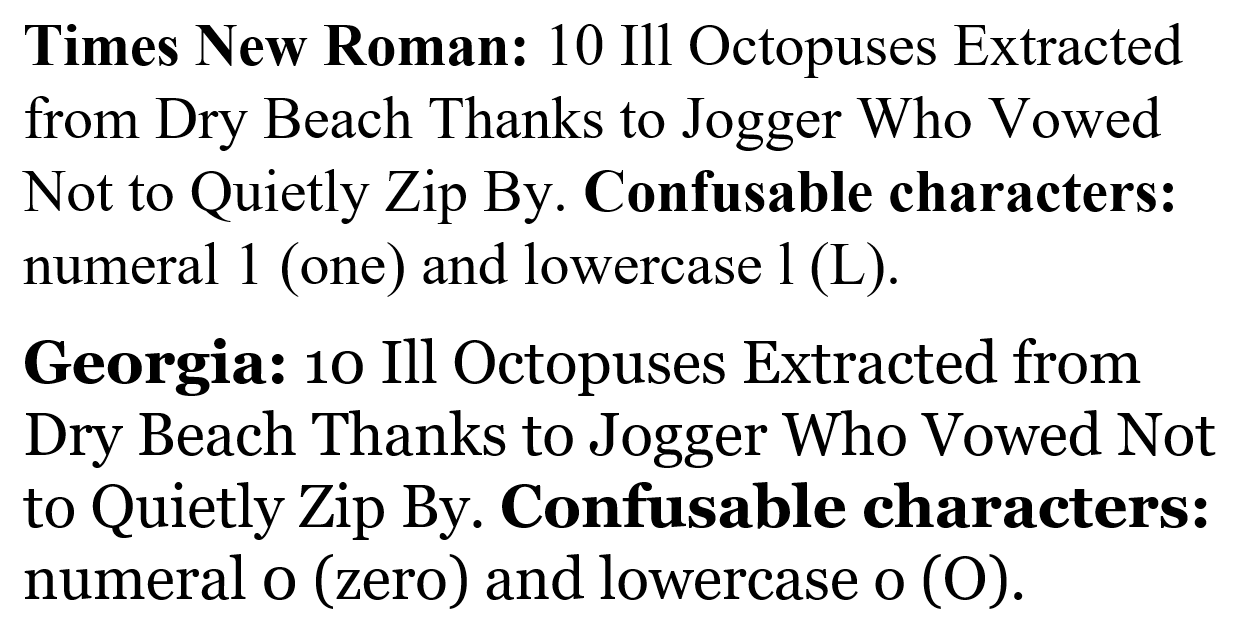 Times New Roman: 10 Ill Octopuses Extracted
from Dry Beach Thanks to Jogger Who Vowed
Not to Quietly Zip By. Confusable characters:
numeral 1 (one) and lowercase l (L).
Georgia: 10 Ill Octopuses Extracted from
Dry Beach Thanks to Jogger Who Vowed Not
to Quietly Zip By. Confusable characters:
numeral 0 (zero) and lowercase o (O).